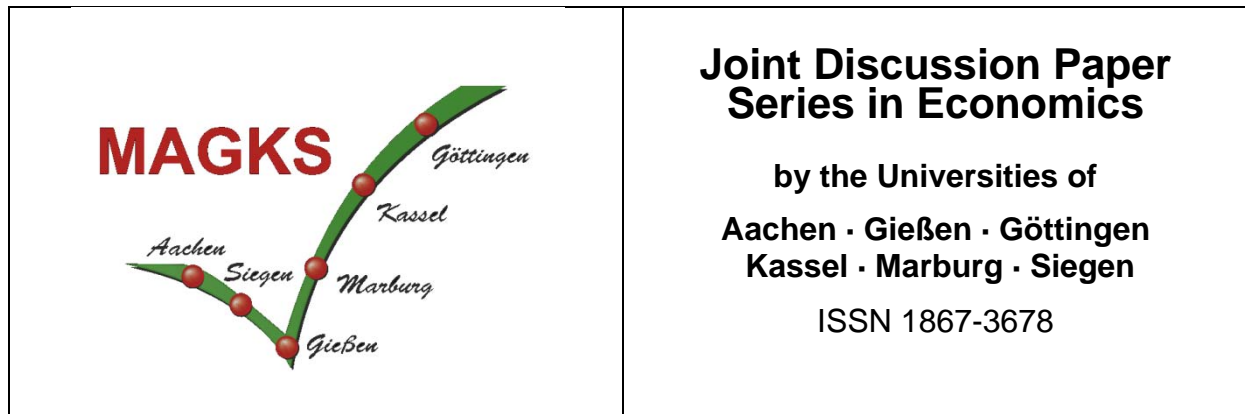 MAGKS
Göttingen
Kassel
Aachen
Siegen
Marburg
Gießen
Joint Discussion Paper
Series in Economics
by the Universities of
Aachen · Gießen · Göttingen
Kassel · Marburg · Siegen
ISSN 1867-3678